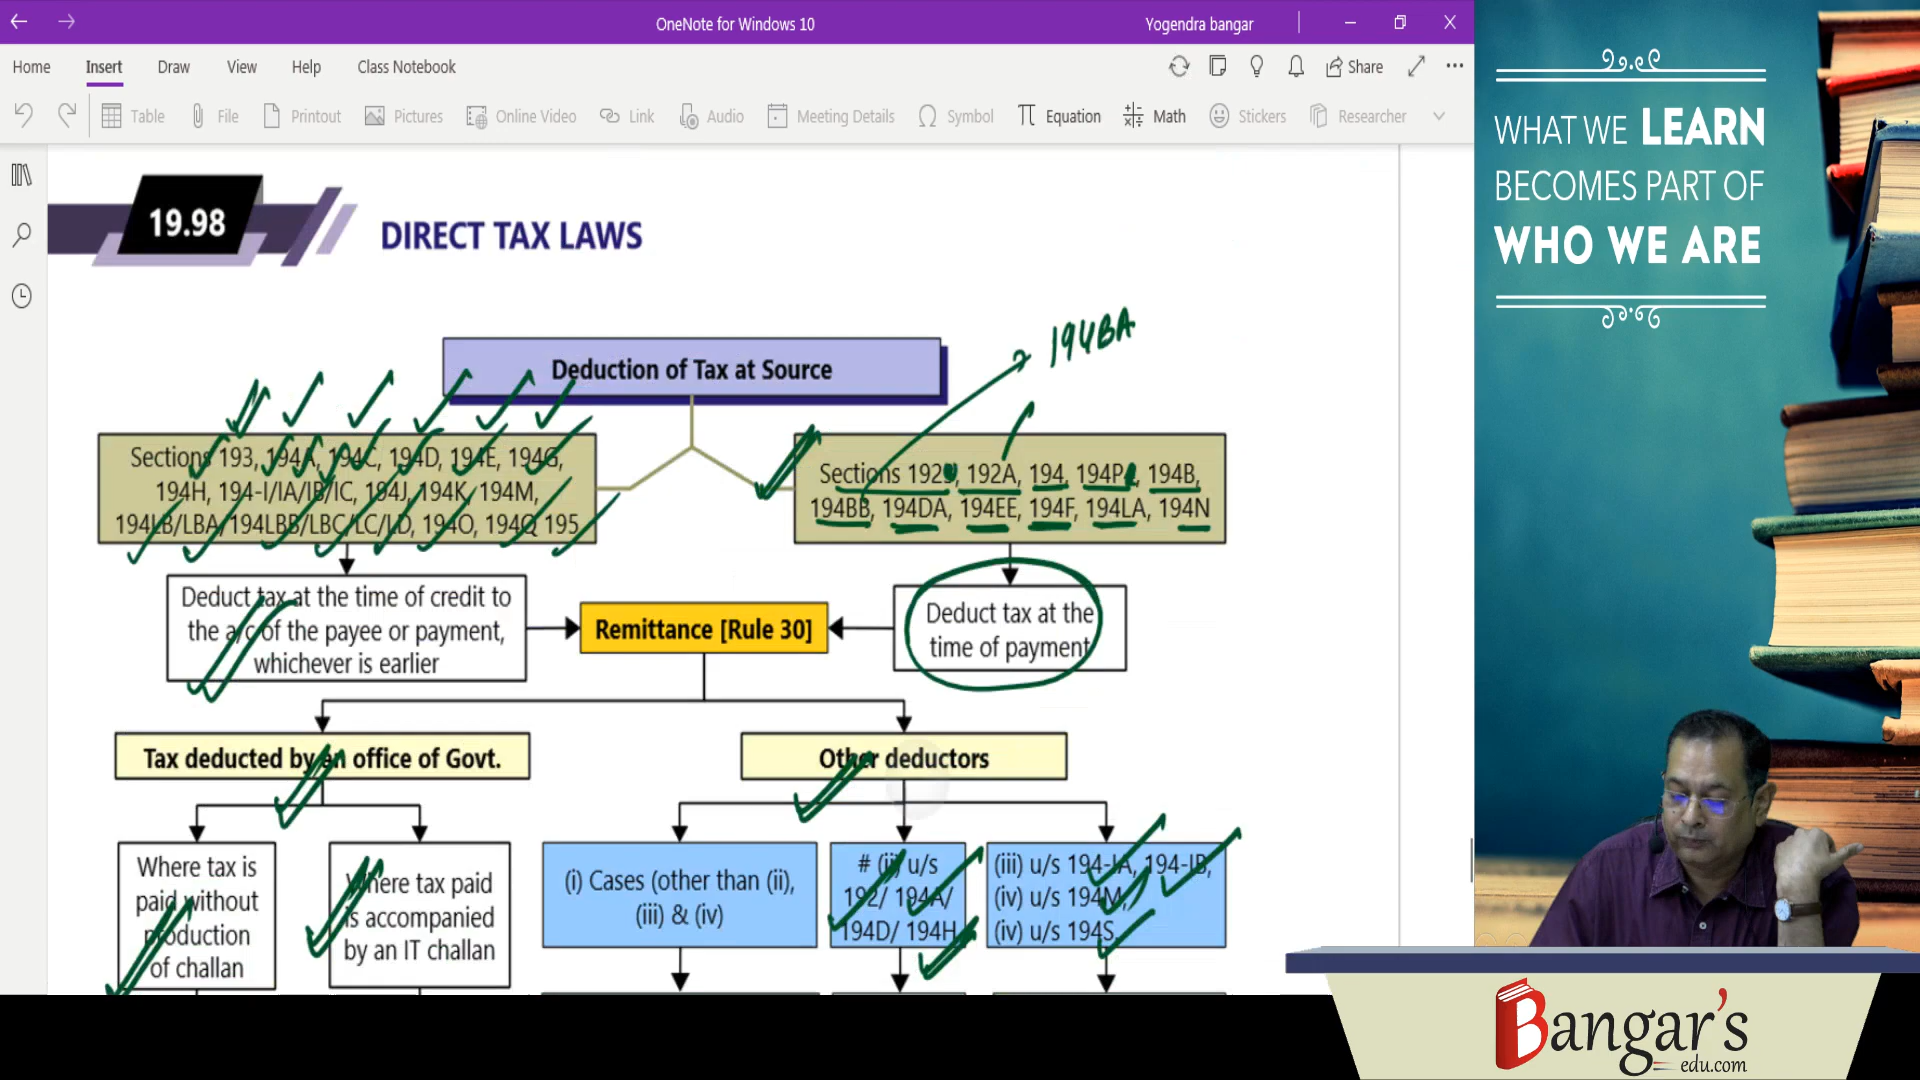 OneNote for Windows 10
Yogendra bangar
Home Insert Draw View Help Class Notebook
Share
Table File Printout Pictures Online Video Link Audio Meeting Details Symbol Equation Math Stickers Researcher
19.98
DIRECT TAX LAWS
194BA
Deduction of Tax at Source
Sections 193, 194A, 194C, 194D, 194E, 194G,
194H, 194-I/IA/IB/IC, 194J, 194K, 194M,
194LB/LBA, 194LBB/LBC/LC/LD, 194O, 194Q 195
Sections 192, 192A, 194, 194P, 194B,
194BB, 194DA, 194EE, 194F, 194LA, 194N
Deduct tax at the time of credit to
the a/c of the payee or payment,
whichever is earlier
Remittance [Rule 30]
Deduct tax at the
time of payment
Tax deducted by an office of Govt.
Other deductors
Where tax is
paid without
production
of challan
Where tax paid
is accompanied
by an IT challan
(i) Cases (other than (ii),
(iii) & (iv)
# (ii) u/s
192/ 194A/
194D/ 194H
(iii) u/s 194-IA, 194-IB,
(iv) u/s 194M,
(iv) u/s 194S
WHAT WE LEARN
BECOMES PART OF
WHO WE ARE
Bangar's
edu.com